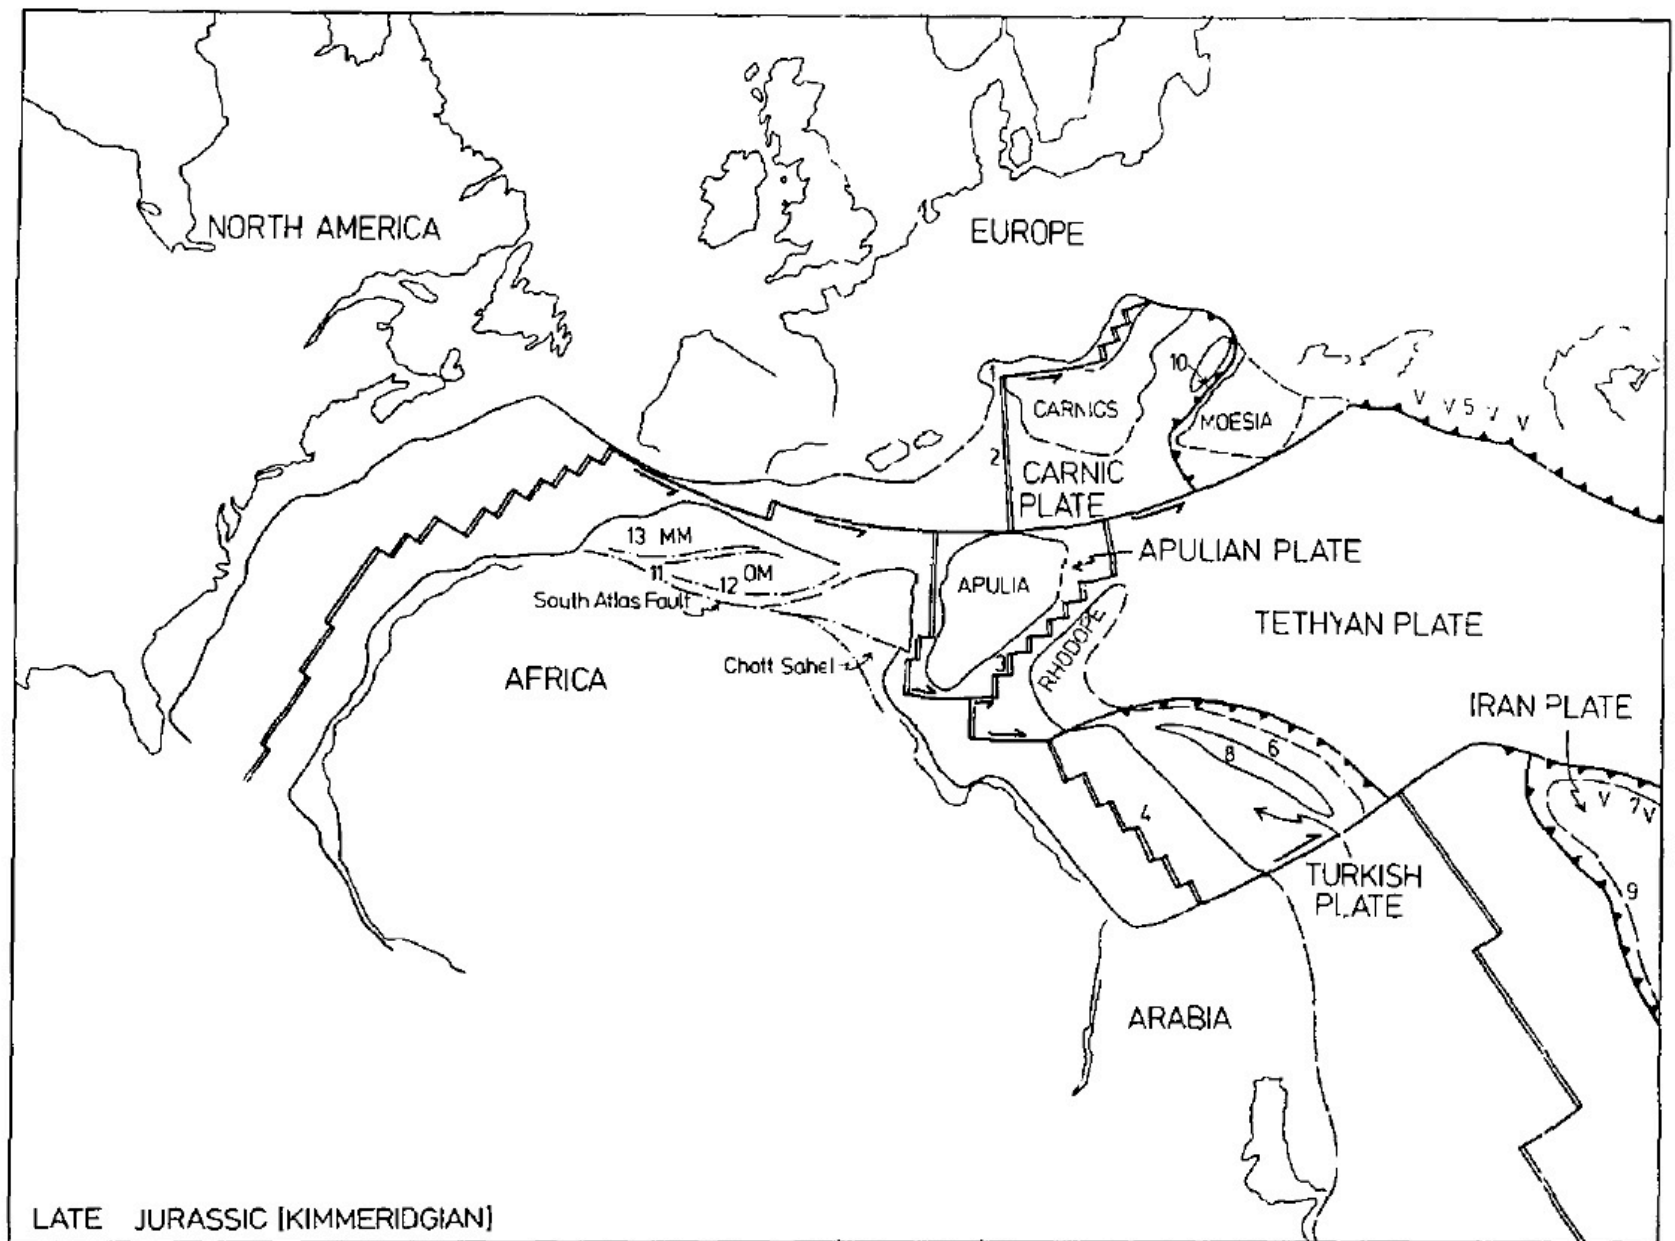 NORTH AMERICA
EUROPE
1
10
CARNICS
MOESIA
V V 5 V V
2
CARNIC
PLATE
13 MM
11
12 OM
South Atlas Fault
APULIA
APULIAN PLATE
TETHYAN PLATE
Chott Sahel
3
RHODOPE
AFRICA
IRAN PLATE
8
6
4
V 7 V
TURKISH
PLATE
9
ARABIA
LATE JURASSIC [KIMMERIDGIAN]